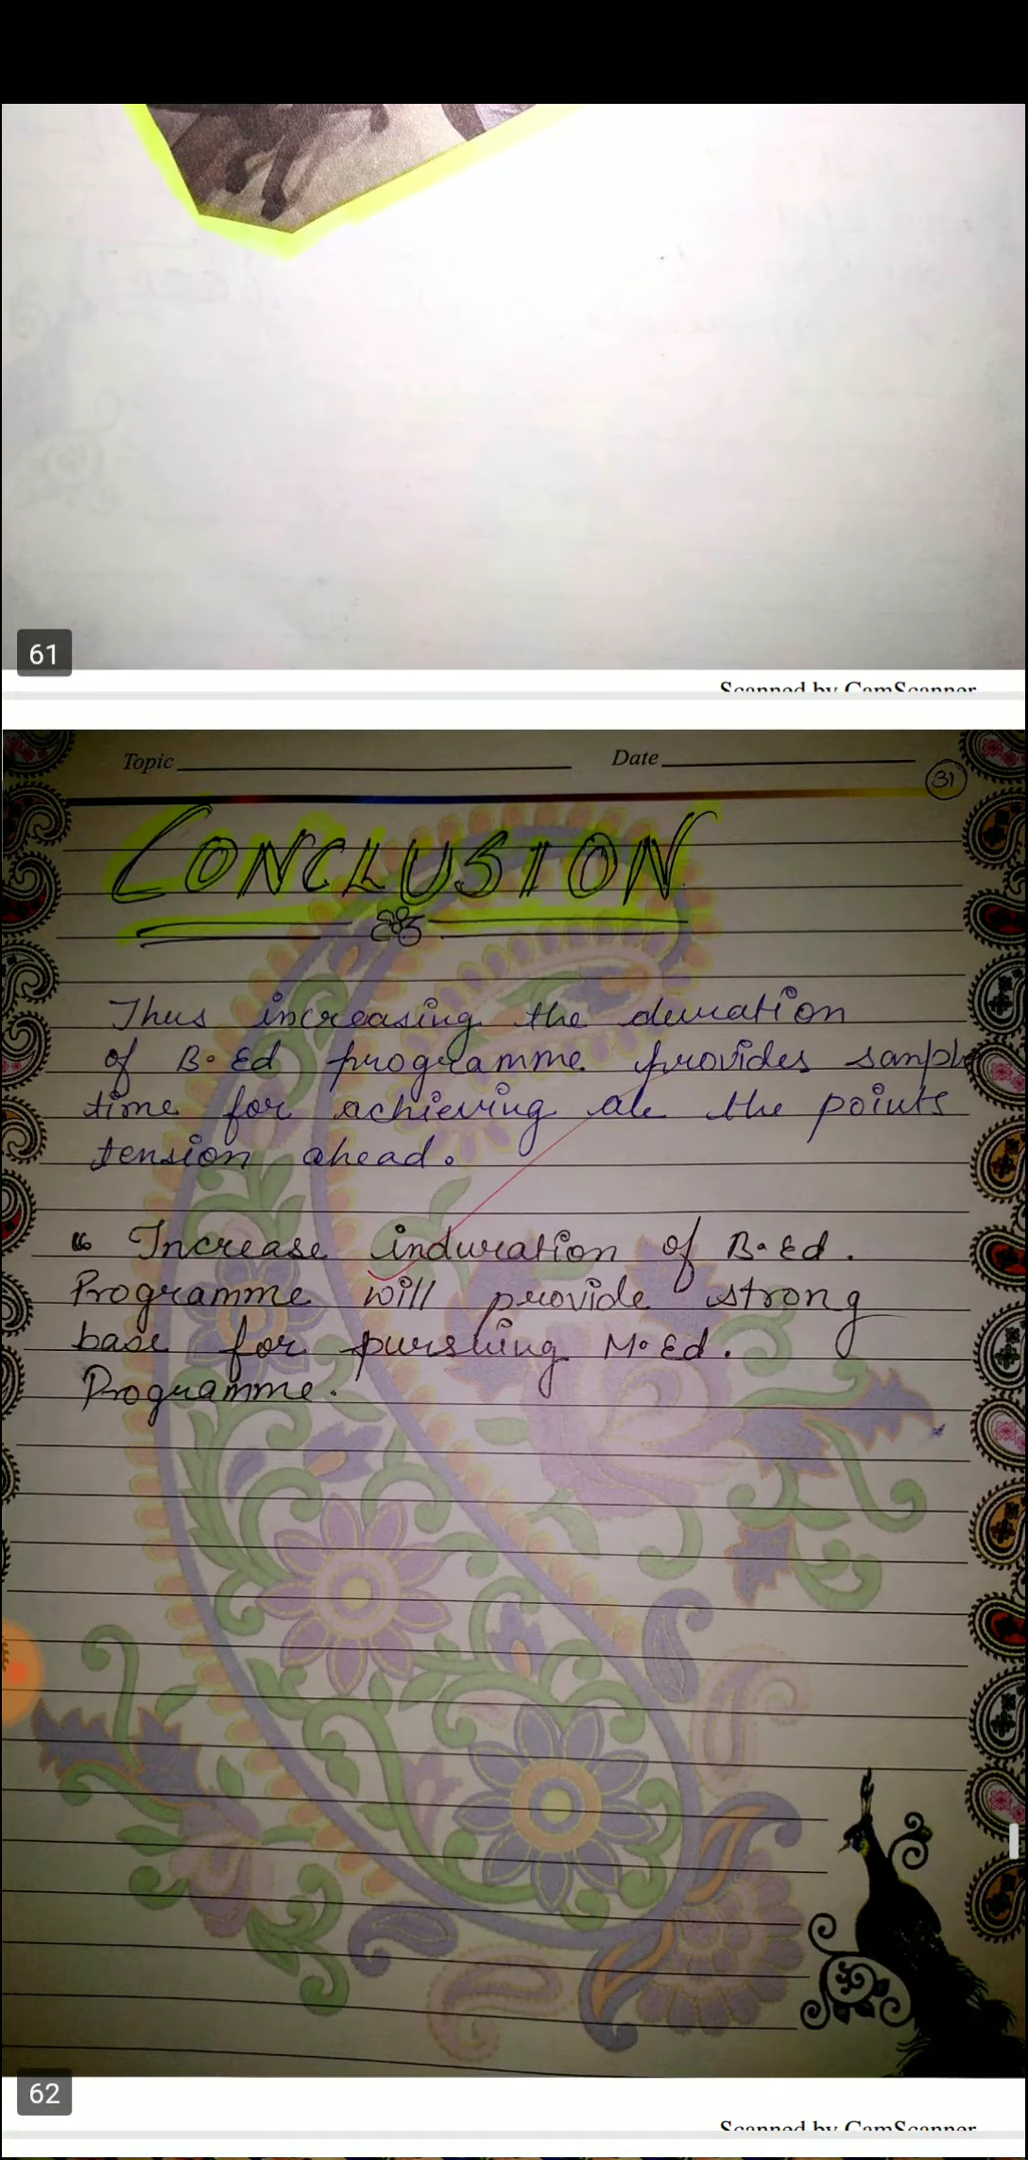 61
Scanned by CamScanner
Topic Date
31
CONCLUSION
Thus increasing the duration
of B.Ed programme provides sample
time for achieving all the points
tension ahead.
“ Increase induration of B.Ed.
Programme will provide strong
base for purshing M.Ed.
Programme.
62
Scanned by CamScanner